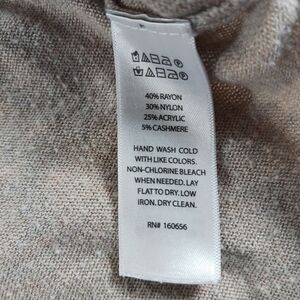 40% RAYON
30% NYLON
25% ACRYLIC
5% CASHMERE
HAND WASH COLD
WITH LIKE COLORS.
NON-CHLORINE BLEACH
WHEN NEEDED. LAY
FLAT TO DRY. LOW
IRON. DRY CLEAN.
RN# 160656